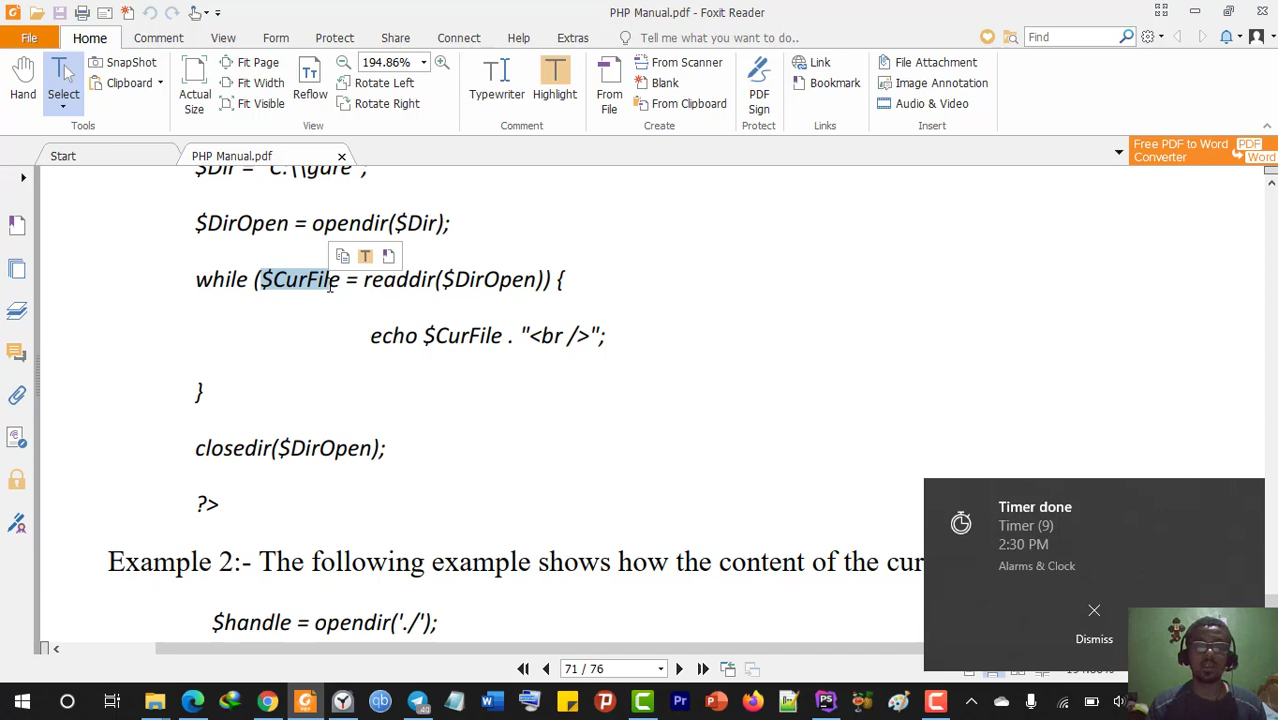 PHP Manual.pdf - Foxit Reader
File
Home
Comment
View
Form
Protect
Share
Connect
Help
Extras
Tell me what you want to do..
Find
Hand
Select
SnapShot
Clipboard
Actual Size
Fit Page
Fit Width
Fit Visible
Reflow
194.86%
Rotate Left
Rotate Right
Typewriter
Highlight
From File
From Scanner
Blank
From Clipboard
PDF Sign
Link
Bookmark
File Attachment
Image Annotation
Audio & Video
Tools
View
Comment
Create
Protect
Links
Insert
Start
PHP Manual.pdf
Free PDF to Word Converter
PDF
Word
$Dir = "C:\\gare";
$DirOpen = opendir($Dir);
while ($CurFile = readdir($DirOpen)) {
echo $CurFile . "<br />";
}
closedir($DirOpen);
?>
Example 2:- The following example shows how the content of the cur
$handle = opendir('./');
Timer done
Timer (9)
2:30 PM
Alarms & Clock
Dismiss
71 / 76
40